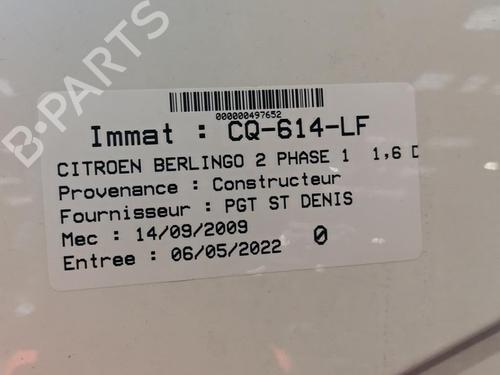 000000497652
Immat : CQ-614-LF
CITROEN BERLINGO 2 PHASE 1 1,6 D
Provenance : Constructeur
Fournisseur : PGT ST DENIS
Mec : 14/09/2009
Entree : 06/05/2022 0